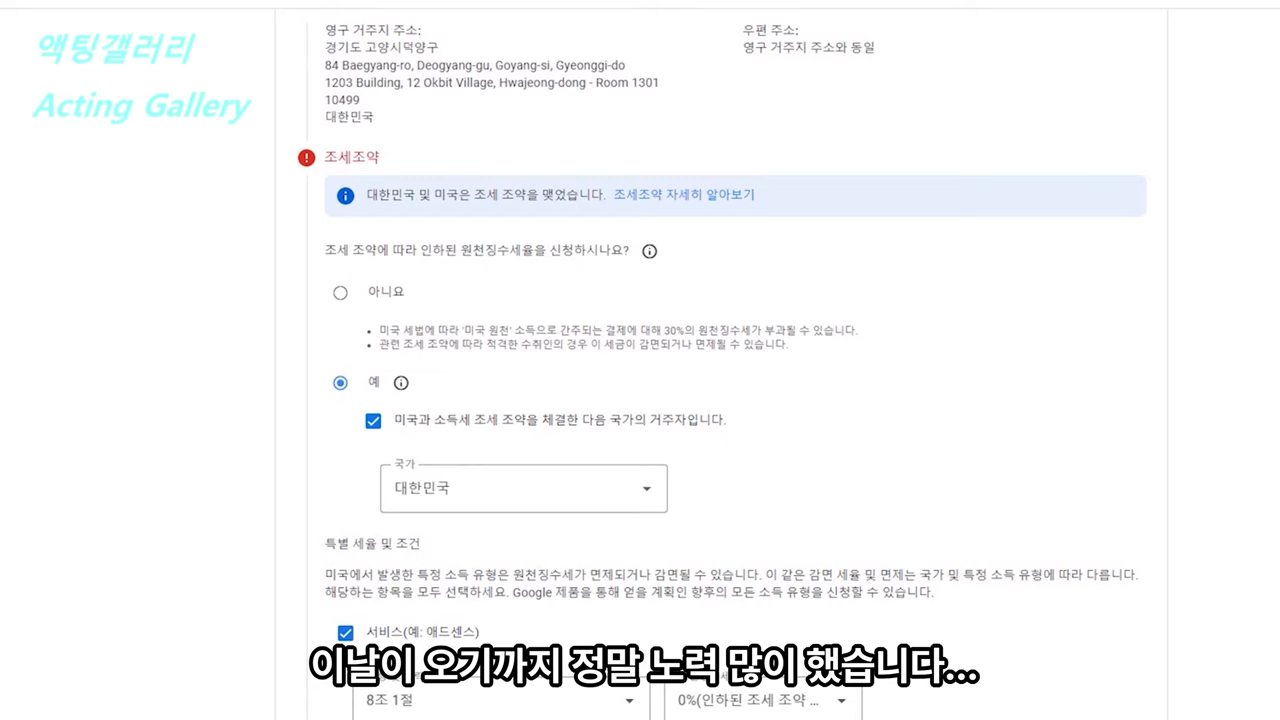 액팅갤러리
Acting Gallery
영구 거주지 주소:
경기도 고양시덕양구
84 Baegyang-ro, Deogyang-gu, Goyang-si, Gyeonggi-do
1203 Building, 12 Okbit Village, Hwajeong-dong - Room 1301
10499
대한민국
우편 주소:
영구 거주지 주소와 동일
조세조약
대한민국 및 미국은 조세 조약을 맺었습니다. 조세조약 자세히 알아보기
조세 조약에 따라 인하된 원천징수세율을 신청하시나요?
아니요
• 미국 세법에 따라 '미국 원천' 소득으로 간주되는 결제에 대해 30%의 원천징수세가 부과될 수 있습니다.
• 관련 조세 조약에 따라 적격한 수취인의 경우 이 세금이 감면되거나 면제될 수 있습니다.
예
미국과 소득세 조세 조약을 체결한 다음 국가의 거주자입니다.
국가
대한민국
특별 세율 및 조건
미국에서 발생한 특정 소득 유형은 원천징수세가 면제되거나 감면될 수 있습니다. 이 같은 감면 세율 및 면제는 국가 및 특정 소득 유형에 따라 다릅니다.
해당하는 항목을 모두 선택하세요. Google 제품을 통해 얻을 계획인 향후의 모든 소득 유형을 신청할 수 있습니다.
서비스(예: 애드센스)
이날이 오기까지 정말 노력 많이 했습니다...
8조 1절
0%(인하된 조세 조약 ...